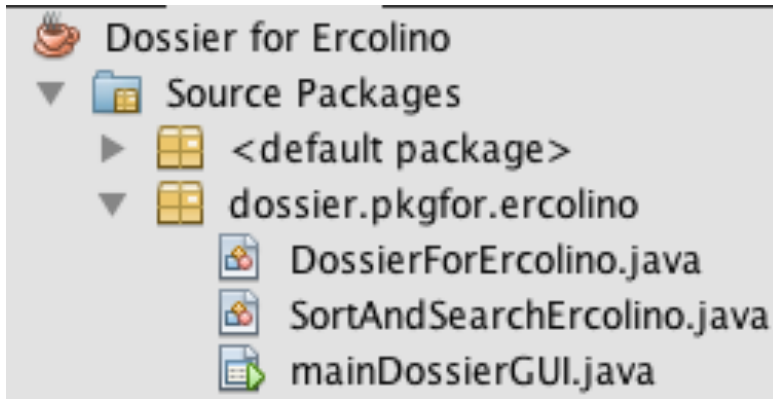 Dossier for Ercolino
Source Packages
<default package>
dossier.pkgfor.ercolino
DossierForErcolino.java
SortAndSearchErcolino.java
mainDossierGUI.java